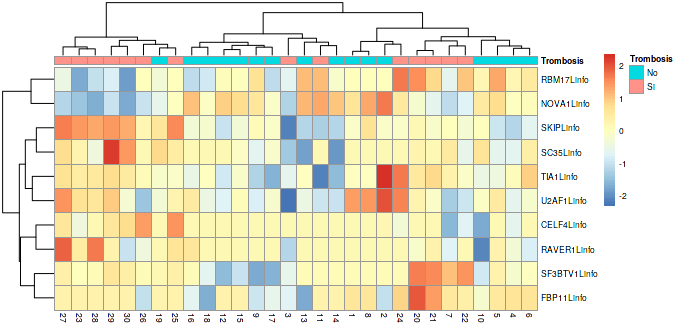 Trombosis
Trombosis
No
SI
2
1
0
-1
-2
RBM17Linfo
NOVA1Linfo
SKIPLinfo
SC35Linfo
TIA1Linfo
U2AF1Linfo
CELF4Linfo
RAVER1Linfo
SF3BTV1Linfo
FBP11Linfo
27 23 28 29 30 26 19 25 16 18 12 15 9 17 3 13 11 14 1 8 2 24 20 21 7 22 10 5 4 6